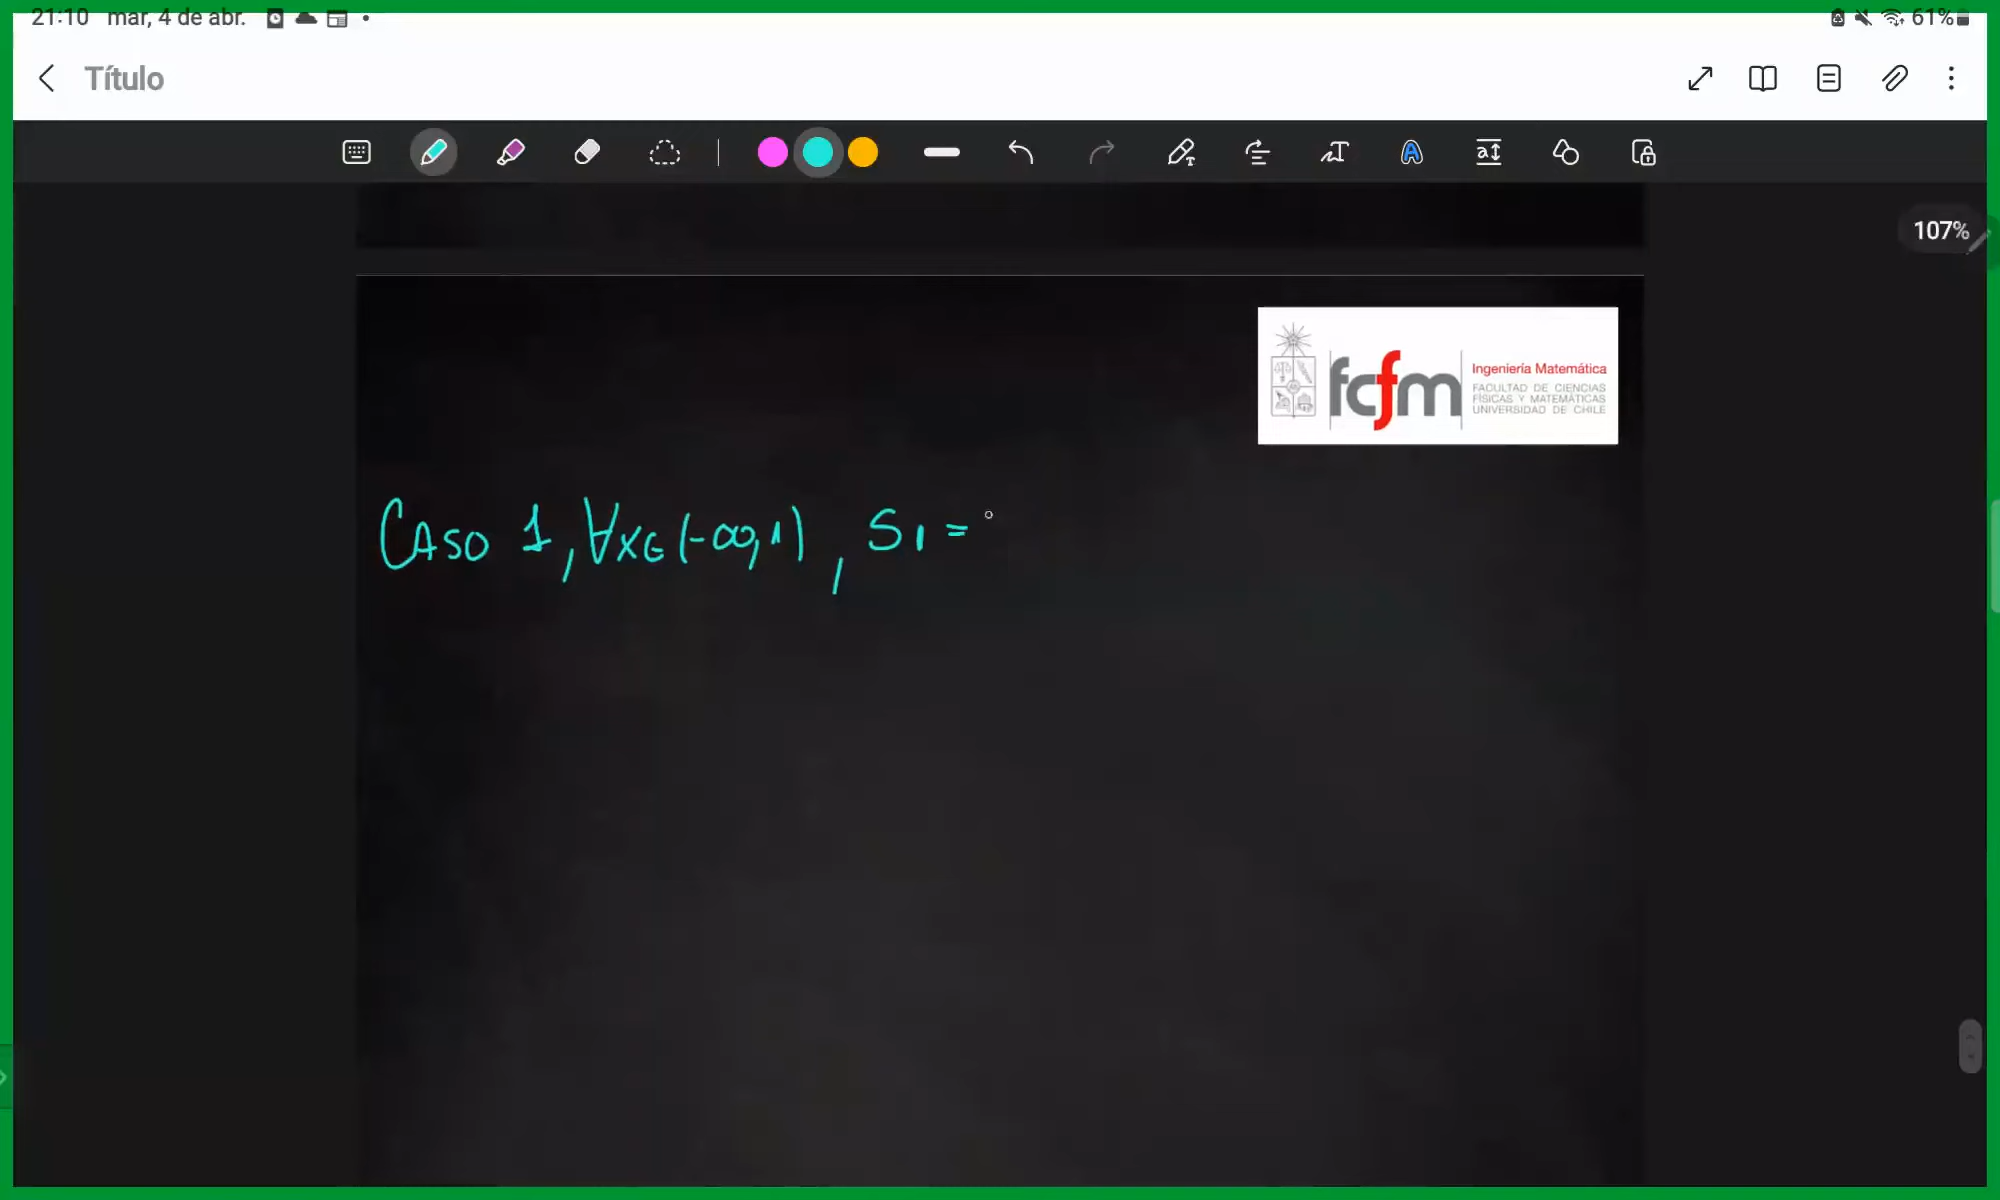 21:10 mar, 4 de abr. 61%
Título
107%
fcfm
Ingeniería Matemática
FACULTAD DE CIENCIAS
FÍSICAS Y MATEMÁTICAS
UNIVERSIDAD DE CHILE
CASO 1, ∀x∈(-∞,1), S1 =